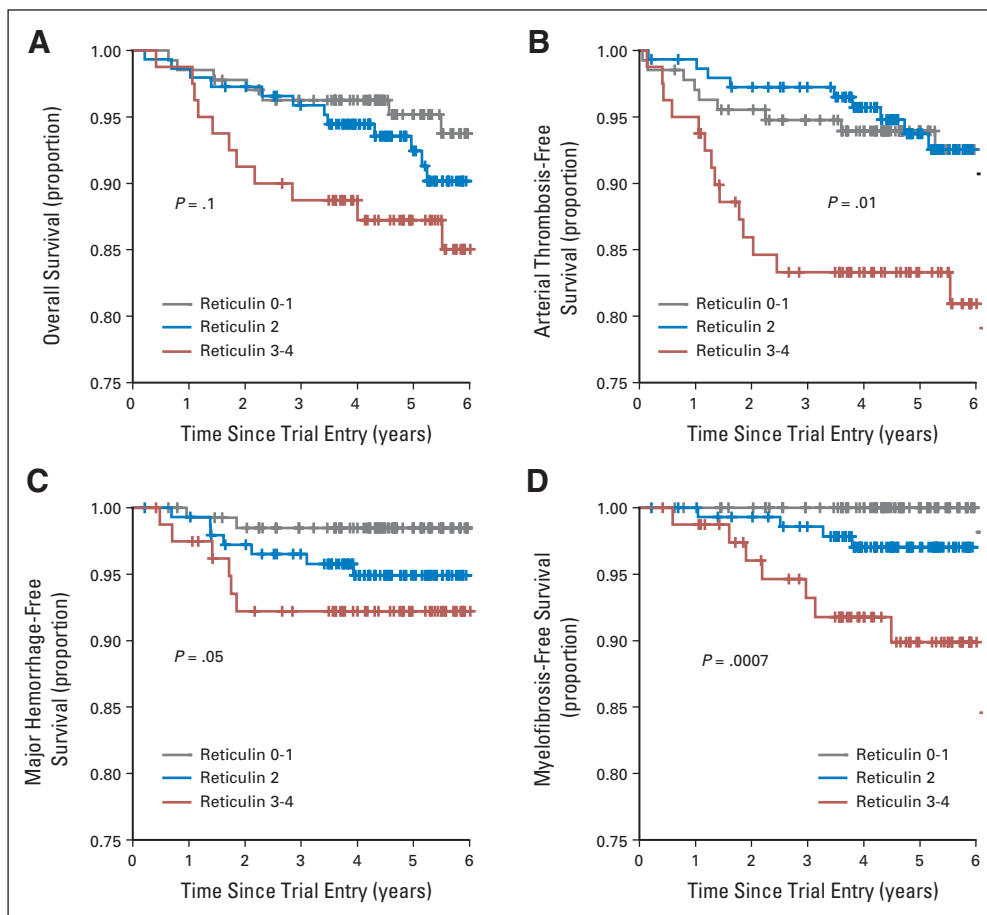 A
Overall Survival (proportion)
1.00
0.95
0.90
0.85
0.80
0.75
P = .1
Reticulin 0-1
Reticulin 2
Reticulin 3-4
0 1 2 3 4 5 6
Time Since Trial Entry (years)
B
Arterial Thrombosis-Free
Survival (proportion)
1.00
0.95
0.90
0.85
0.80
0.75
P = .01
Reticulin 0-1
Reticulin 2
Reticulin 3-4
0 1 2 3 4 5 6
Time Since Trial Entry (years)
C
Major Hemorrhage-Free
Survival (proportion)
1.00
0.95
0.90
0.85
0.80
0.75
P = .05
Reticulin 0-1
Reticulin 2
Reticulin 3-4
0 1 2 3 4 5 6
Time Since Trial Entry (years)
D
Myelofibrosis-Free Survival
(proportion)
1.00
0.95
0.90
0.85
0.80
0.75
P = .0007
Reticulin 0-1
Reticulin 2
Reticulin 3-4
0 1 2 3 4 5 6
Time Since Trial Entry (years)